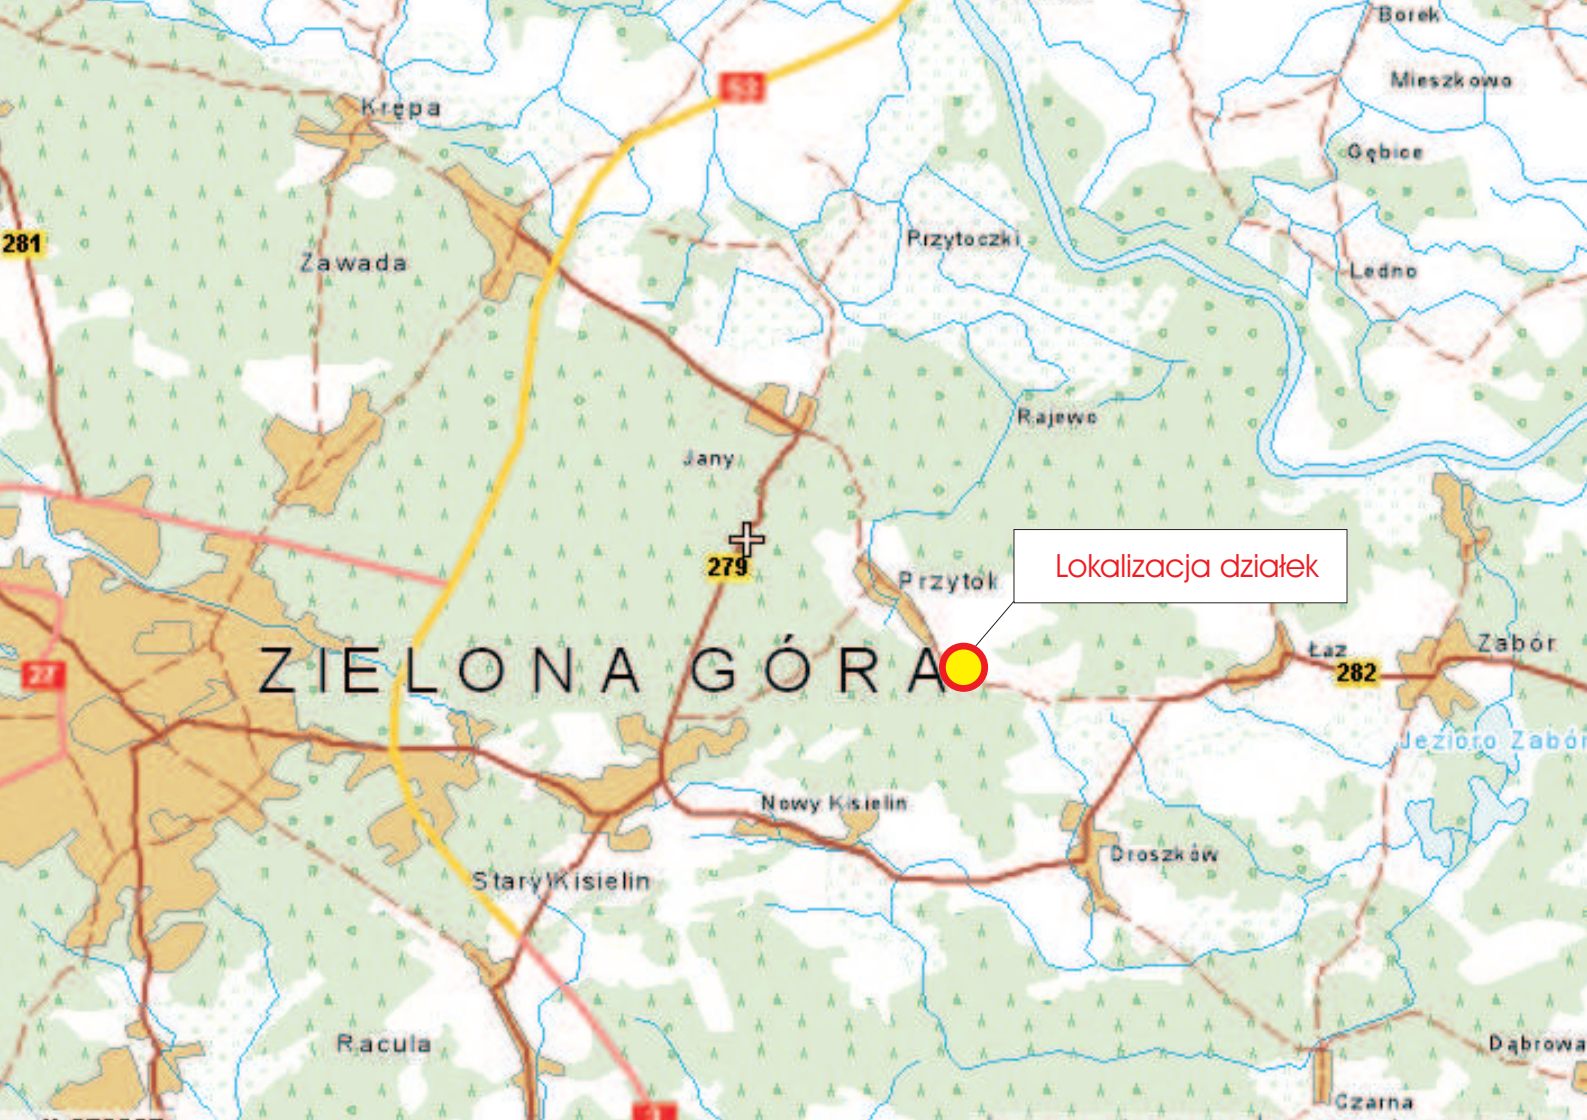 Borek
Mieszkowo
53
Krępa
Gębice
281
Zawada
Przytoczki
Ledno
Rajewo
Jany
279
Przytok
Lokalizacja działek
ZIELONA GÓRA
27
Łaz
282
Zabór
Jezioro Zabór
Nowy Kisielin
Droszków
Stary Kisielin
Racula
Dąbrowa
Czarna
3